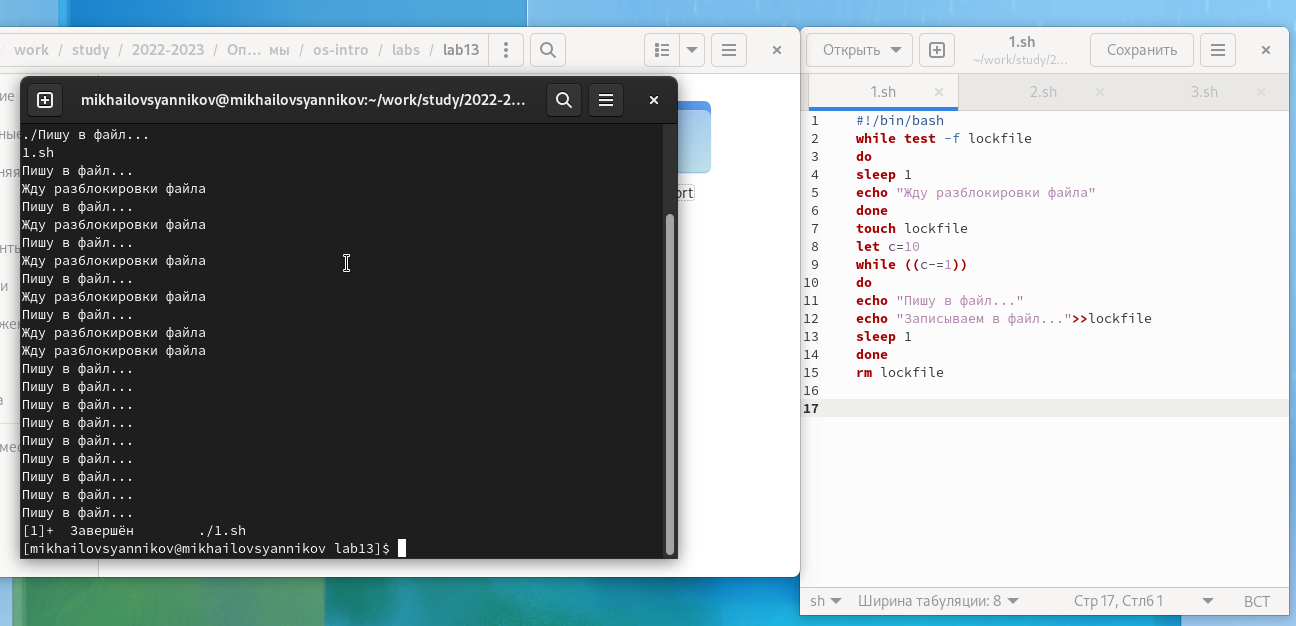 work / study / 2022-2023 / Оп… мы / os-intro / labs / lab13
mikhailovsyannikov@mikhailovsyannikov:~/work/study/2022-2…
./Пишу в файл...
1.sh
Пишу в файл...
Жду разблокировки файла
Пишу в файл...
Жду разблокировки файла
Пишу в файл...
Жду разблокировки файла
Пишу в файл...
Жду разблокировки файла
Пишу в файл...
Жду разблокировки файла
Жду разблокировки файла
Пишу в файл...
Пишу в файл...
Пишу в файл...
Пишу в файл...
Пишу в файл...
Пишу в файл...
Пишу в файл...
Пишу в файл...
Пишу в файл...
[1]+  Завершён        ./1.sh
[mikhailovsyannikov@mikhailovsyannikov lab13]$
Открыть
1.sh
~/work/study/2…
Сохранить
1.sh 2.sh 3.sh
1 #!/bin/bash
2 while test -f lockfile
3 do
4 sleep 1
5 echo "Жду разблокировки файла"
6 done
7 touch lockfile
8 let c=10
9 while ((c-=1))
10 do
11 echo "Пишу в файл..."
12 echo "Записываем в файл...">>lockfile
13 sleep 1
14 done
15 rm lockfile
16
17
sh Ширина табуляции: 8 Стр 17, Стлб 1 ВСТ